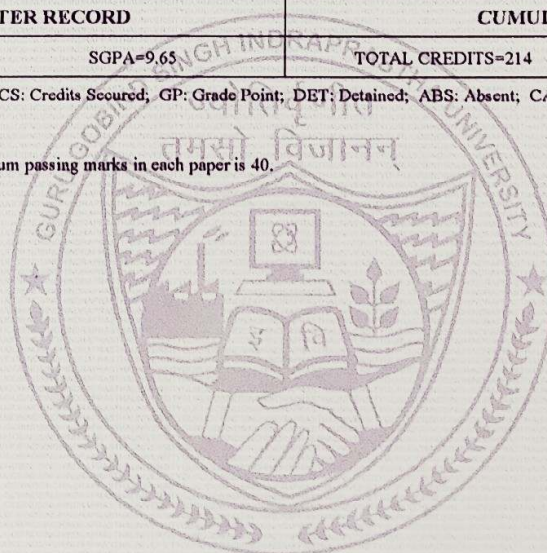 TER RECORD CUMUL
SGPA=9.65 TOTAL CREDITS=214
CS: Credits Secured; GP: Grade Point; DET: Detained; ABS: Absent; CA
um passing marks in each paper is 40.
GURU GOBIND SINGH INDRAPRASTHA UNIVERSITY
ज्योतिर्वृणीत
तमसो विजानन्